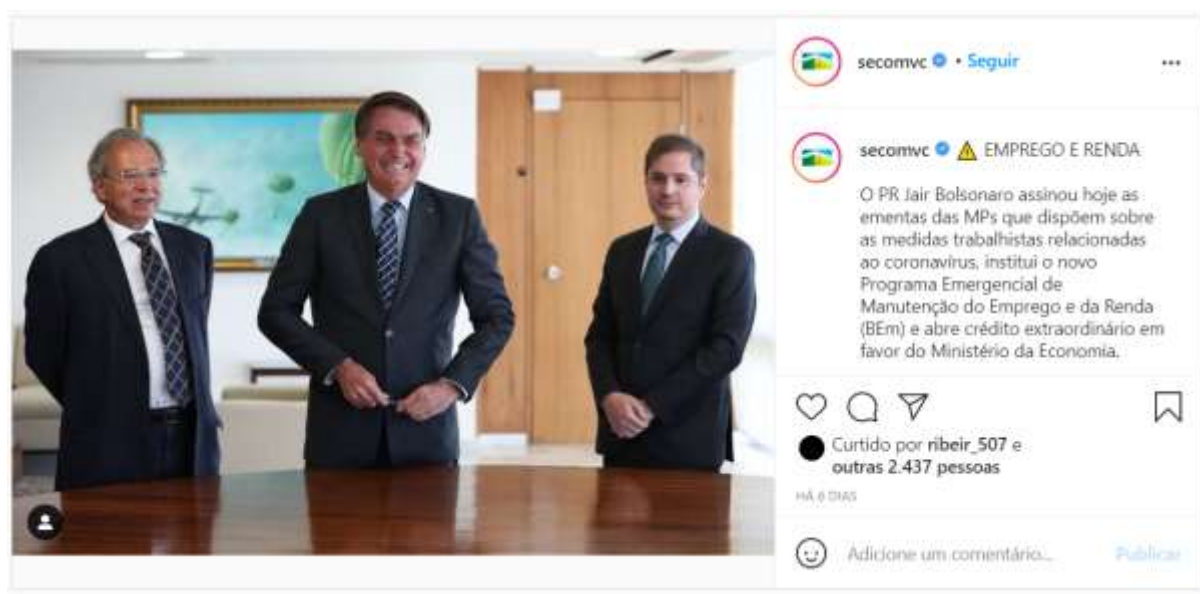 secomvc • Seguir
secomvc ⚠ EMPREGO E RENDA
O PR Jair Bolsonaro assinou hoje as
ementas das MPs que dispõem sobre
as medidas trabalhistas relacionadas
ao coronavírus, institui o novo
Programa Emergencial de
Manutenção do Emprego e da Renda
(BEm) e abre crédito extraordinário em
favor do Ministério da Economia.
Curtido por ribeir_507 e
outras 2.437 pessoas
HÁ 6 DIAS
Adicione um comentário... Publicar